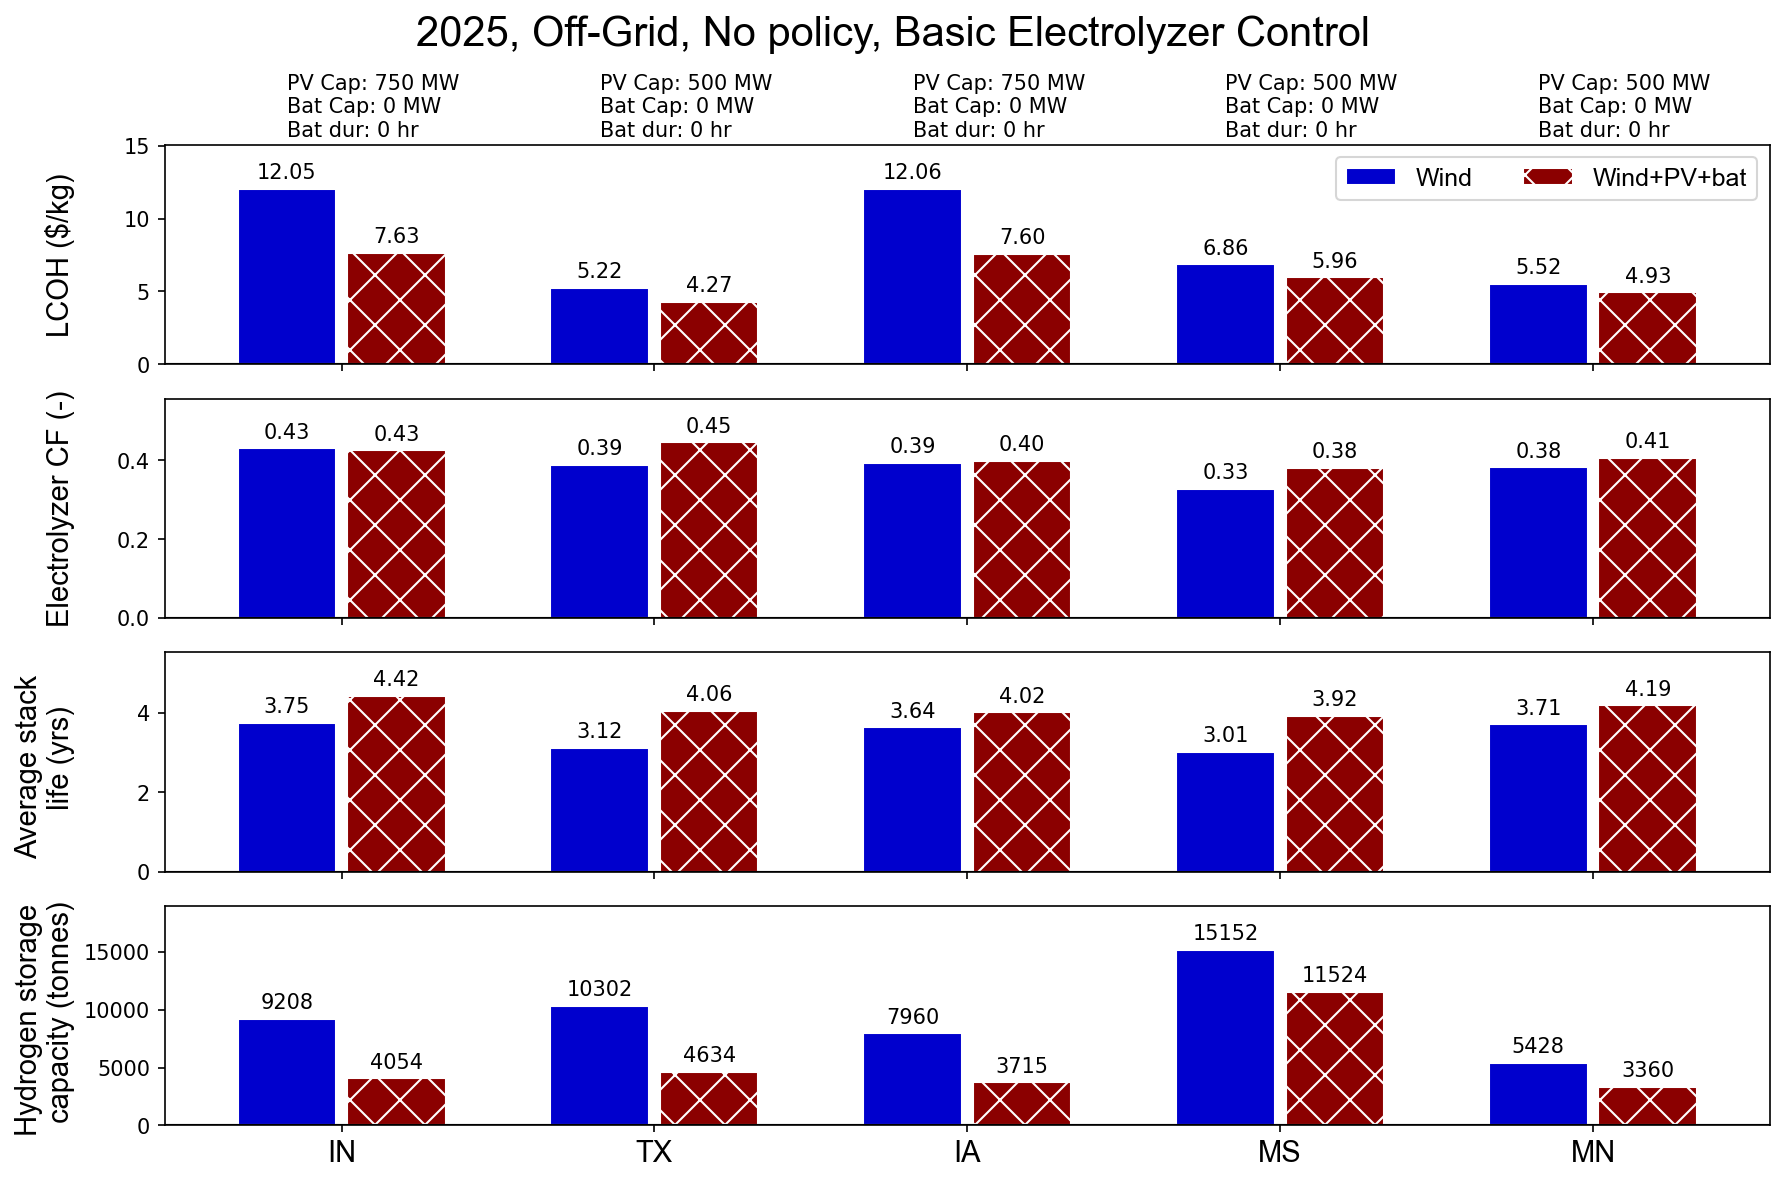 2025, Off-Grid, No policy, Basic Electrolyzer Control
PV Cap: 750 MW
Bat Cap: 0 MW
Bat dur: 0 hr
PV Cap: 500 MW
Bat Cap: 0 MW
Bat dur: 0 hr
PV Cap: 750 MW
Bat Cap: 0 MW
Bat dur: 0 hr
PV Cap: 500 MW
Bat Cap: 0 MW
Bat dur: 0 hr
PV Cap: 500 MW
Bat Cap: 0 MW
Bat dur: 0 hr
LCOH ($/kg)
15
10
5
0
12.05
7.63
5.22
4.27
12.06
7.60
6.86
5.96
5.52
4.93
Wind
Wind+PV+bat
Electrolyzer CF (-)
0.4
0.2
0.0
0.43
0.43
0.39
0.45
0.39
0.40
0.33
0.38
0.38
0.41
Average stack
life (yrs)
4
2
0
3.75
4.42
3.12
4.06
3.64
4.02
3.01
3.92
3.71
4.19
Hydrogen storage
capacity (tonnes)
15000
10000
5000
0
9208
4054
10302
4634
7960
3715
15152
11524
5428
3360
IN
TX
IA
MS
MN